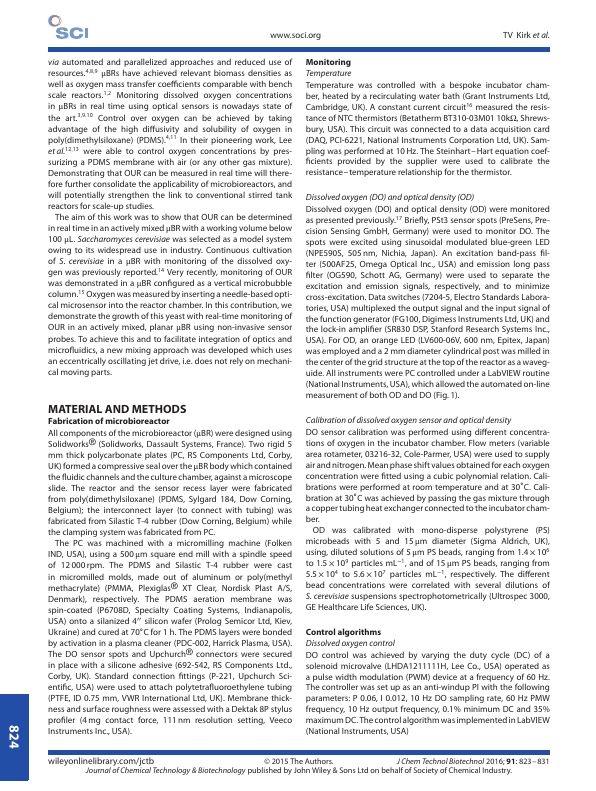 SCI
www.soci.org
TV Kirk et al.
via automated and parallelized approaches and reduced use of
resources.4,8,9 μBRs have achieved relevant biomass densities as
well as oxygen mass transfer coefficients comparable with bench
scale reactors.1,2 Monitoring dissolved oxygen concentrations
in μBRs in real time using optical sensors is nowadays state of
the art.3,9,10 Control over oxygen can be achieved by taking
advantage of the high diffusivity and solubility of oxygen in
poly(dimethylsiloxane) (PDMS).4,11 In their pioneering work, Lee
et al.12,13 were able to control oxygen concentrations by pres-
surizing a PDMS membrane with air (or any other gas mixture).
Demonstrating that OUR can be measured in real time will there-
fore further consolidate the applicability of microbioreactors, and
will potentially strengthen the link to conventional stirred tank
reactors for scale-up studies.
The aim of this work was to show that OUR can be determined
in real time in an actively mixed μBR with a working volume below
100 μL. Saccharomyces cerevisiae was selected as a model system
owing to its widespread use in industry. Continuous cultivation
of S. cerevisiae in a μBR with monitoring of the dissolved oxy-
gen was previously reported.14 Very recently, monitoring of OUR
was demonstrated in a μBR configured as a vertical microbubble
column.15 Oxygen was measured by inserting a needle-based opti-
cal microsensor into the reactor chamber. In this contribution, we
demonstrate the growth of this yeast with real-time monitoring of
OUR in an actively mixed, planar μBR using non-invasive sensor
probes. To achieve this and to facilitate integration of optics and
microfluidics, a new mixing approach was developed which uses
an eccentrically oscillating jet drive, i.e. does not rely on mechani-
cal moving parts.
MATERIAL AND METHODS
Fabrication of microbioreactor
All components of the microbioreactor (μBR) were designed using
Solidworks® (Solidworks, Dassault Systems, France). Two rigid 5
mm thick polycarbonate plates (PC, RS Components Ltd, Corby,
UK) formed a compressive seal over the μBR body which contained
the fluidic channels and the culture chamber, against a microscope
slide. The reactor and the sensor recess layer were fabricated
from poly(dimethylsiloxane) (PDMS, Sylgard 184, Dow Corning,
Belgium); the interconnect layer (to connect with tubing) was
fabricated from Silastic T-4 rubber (Dow Corning, Belgium) while
the clamping system was fabricated from PC.
The PC was machined with a micromilling machine (Folken
IND, USA), using a 500 μm square end mill with a spindle speed
of 12 000 rpm. The PDMS and Silastic T-4 rubber were cast
in micromilled molds, made out of aluminum or poly(methyl
methacrylate) (PMMA, Plexiglas® XT Clear, Nordisk Plast A/S,
Denmark), respectively. The PDMS aeration membrane was
spin-coated (P6708D, Specialty Coating Systems, Indianapolis,
USA) onto a silanized 4″ silicon wafer (Prolog Semicor Ltd, Kiev,
Ukraine) and cured at 70°C for 1 h. The PDMS layers were bonded
by activation in a plasma cleaner (PDC-002, Harrick Plasma, USA).
The DO sensor spots and Upchurch® connectors were secured
in place with a silicone adhesive (692-542, RS Components Ltd.,
Corby, UK). Standard connection fittings (P-221, Upchurch Sci-
entific, USA) were used to attach polytetrafluoroethylene tubing
(PTFE, ID 0.75 mm, VWR International Ltd, UK). Membrane thick-
ness and surface roughness were assessed with a Dektak 8P stylus
profiler (4 mg contact force, 111 nm resolution setting, Veeco
Instruments Inc., USA).
Monitoring
Temperature
Temperature was controlled with a bespoke incubator cham-
ber, heated by a recirculating water bath (Grant Instruments Ltd,
Cambridge, UK). A constant current circuit16 measured the resis-
tance of NTC thermistors (Betatherm BT310-03M01 10kΩ, Shrews-
bury, USA). This circuit was connected to a data acquisition card
(DAQ, PCI-6221, National Instruments Corporation Ltd, UK). Sam-
pling was performed at 10 Hz. The Steinhart–Hart equation coef-
ficients provided by the supplier were used to calibrate the
resistance–temperature relationship for the thermistor.
Dissolved oxygen (DO) and optical density (OD)
Dissolved oxygen (DO) and optical density (OD) were monitored
as presented previously.17 Briefly, PSt3 sensor spots (PreSens, Pre-
cision Sensing GmbH, Germany) were used to monitor DO. The
spots were excited using sinusoidal modulated blue-green LED
(NPE590S, 505 nm, Nichia, Japan). An excitation band-pass fil-
ter (500AF25, Omega Optical Inc., USA) and emission long pass
filter (OG590, Schott AG, Germany) were used to separate the
excitation and emission signals, respectively, and to minimize
cross-excitation. Data switches (7204-5, Electro Standards Labora-
tories, USA) multiplexed the output signal and the input signal of
the function generator (FG100, Digimess Instruments Ltd, UK) and
the lock-in amplifier (SR830 DSP, Stanford Research Systems Inc.,
USA). For OD, an orange LED (LV600-06V, 600 nm, Epitex, Japan)
was employed and a 2 mm diameter cylindrical post was milled in
the center of the grid structure at the top of the reactor as a waveg-
uide. All instruments were PC controlled under a LabVIEW routine
(National Instruments, USA), which allowed the automated on-line
measurement of both OD and DO (Fig. 1).
Calibration of dissolved oxygen sensor and optical density
DO sensor calibration was performed using different concentra-
tions of oxygen in the incubator chamber. Flow meters (variable
area rotameter, 03216-32, Cole-Parmer, USA) were used to supply
air and nitrogen. Mean phase shift values obtained for each oxygen
concentration were fitted using a cubic polynomial relation. Cali-
brations were performed at room temperature and at 30°C. Cali-
bration at 30°C was achieved by passing the gas mixture through
a copper tubing heat exchanger connected to the incubator cham-
ber.
OD was calibrated with mono-disperse polystyrene (PS)
microbeads with 5 and 15 μm diameter (Sigma Aldrich, UK),
using, diluted solutions of 5 μm PS beads, ranging from 1.4 × 10⁶
to 1.5 × 10⁹ particles mL⁻¹, and of 15 μm PS beads, ranging from
5.5 × 10⁴ to 5.6 × 10⁷ particles mL⁻¹, respectively. The different
bead concentrations were correlated with several dilutions of
S. cerevisiae suspensions spectrophotometrically (Ultrospec 3000,
GE Healthcare Life Sciences, UK).
Control algorithms
Dissolved oxygen control
DO control was achieved by varying the duty cycle (DC) of a
solenoid microvalve (LHDA1211111H, Lee Co., USA) operated as
a pulse width modulation (PWM) device at a frequency of 60 Hz.
The controller was set up as an anti-windup PI with the following
parameters: P 0.06, I 0.012, 10 Hz DO sampling rate, 60 Hz PMW
frequency, 10 Hz output frequency, 0.1% minimum DC and 35%
maximum DC. The control algorithm was implemented in LabVIEW
(National Instruments, USA)
824
wileyonlinelibrary.com/jctb
© 2015 The Authors.
J Chem Technol Biotechnol 2016; 91: 823–831
Journal of Chemical Technology & Biotechnology published by John Wiley & Sons Ltd on behalf of Society of Chemical Industry.